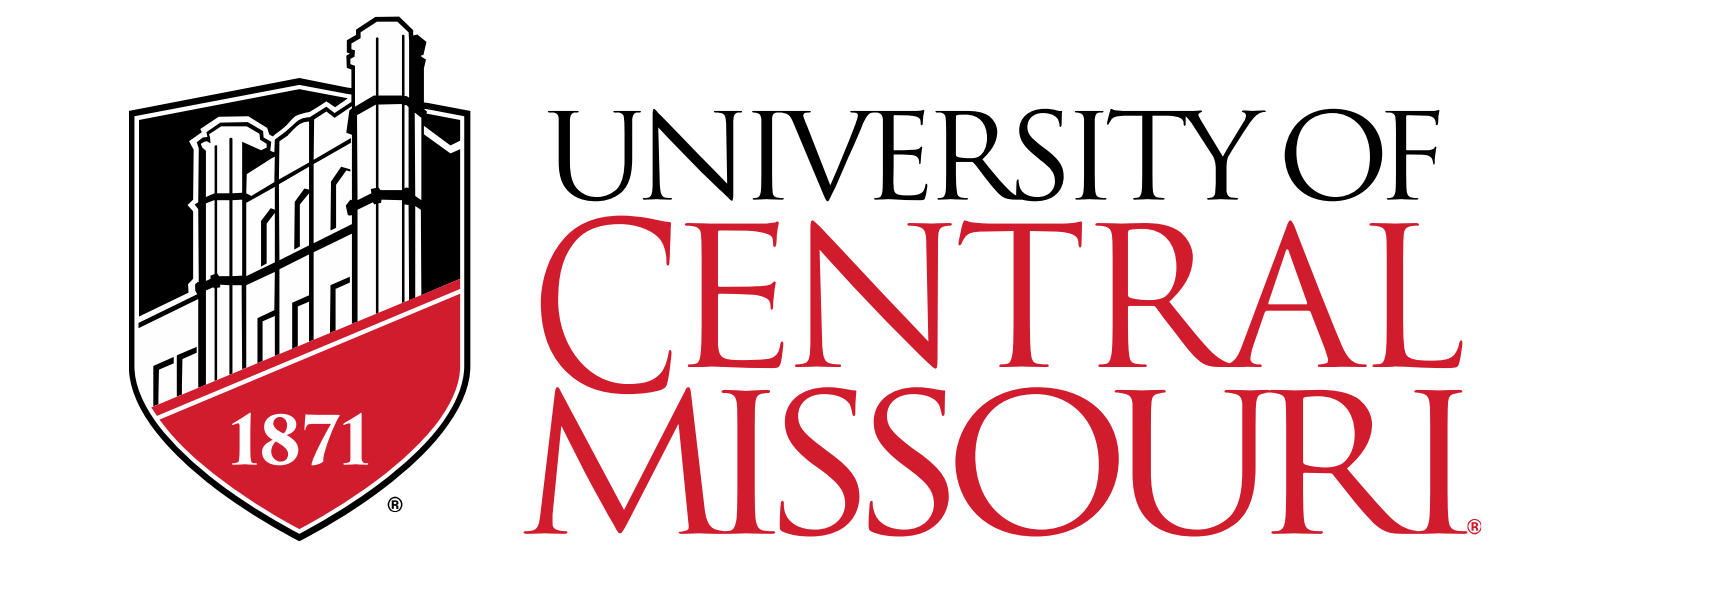 1871
®
UNIVERSITY OF
CENTRAL
MISSOURI®